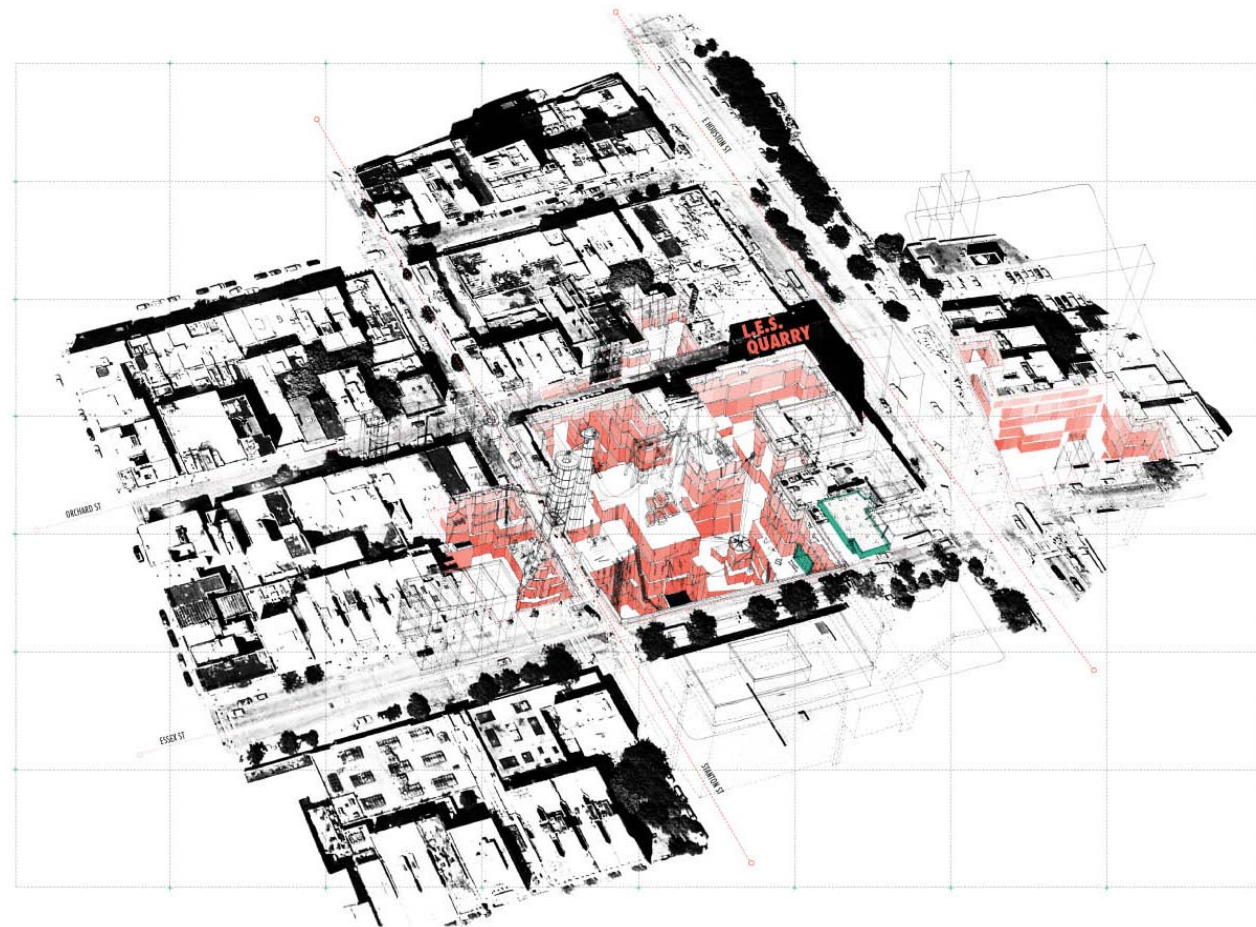 E HOUSTON ST
L.E.S.
QUARRY
ORCHARD ST
ESSEX ST
STANTON ST